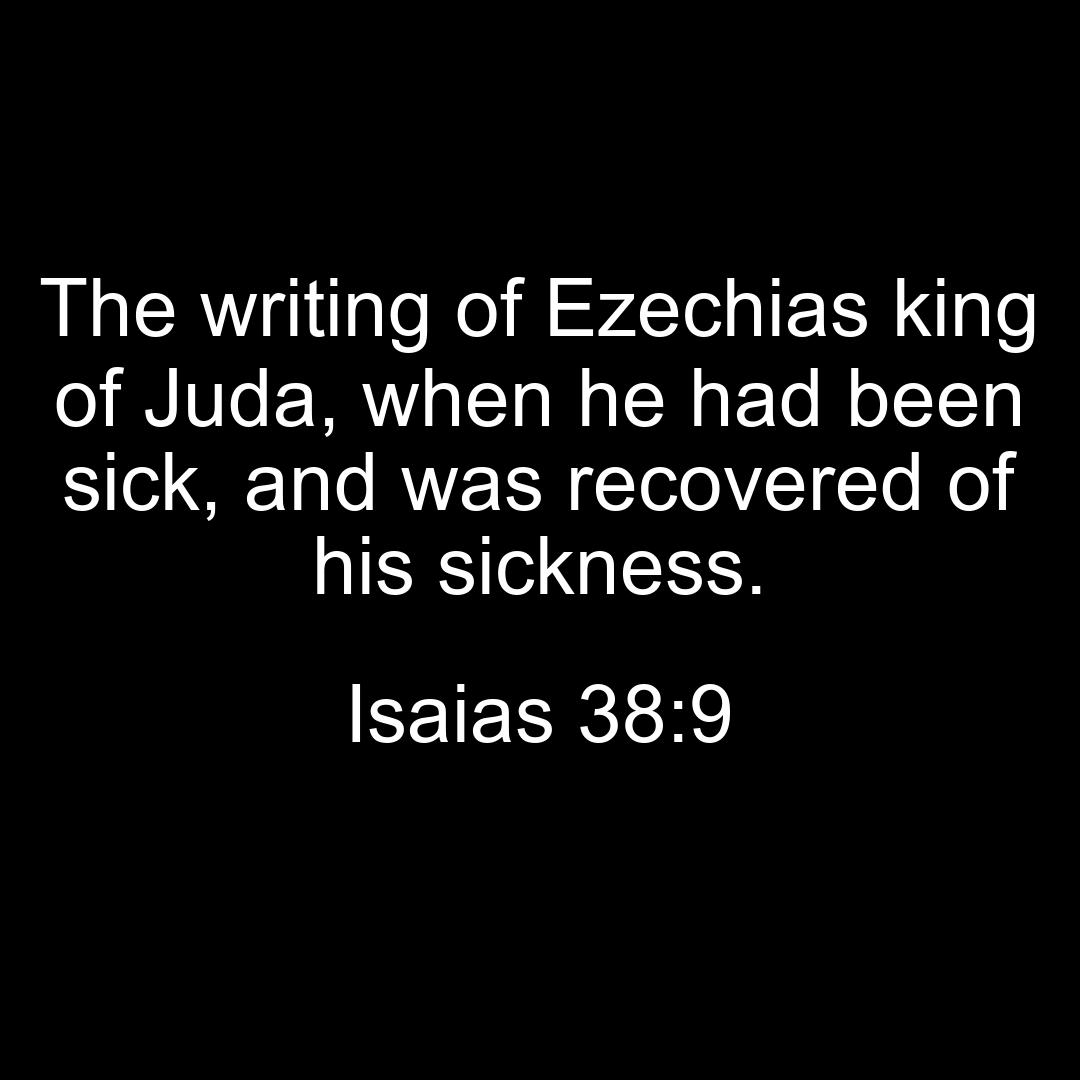 The writing of Ezechias king
of Juda, when he had been
sick, and was recovered of
his sickness.
Isaias 38:9